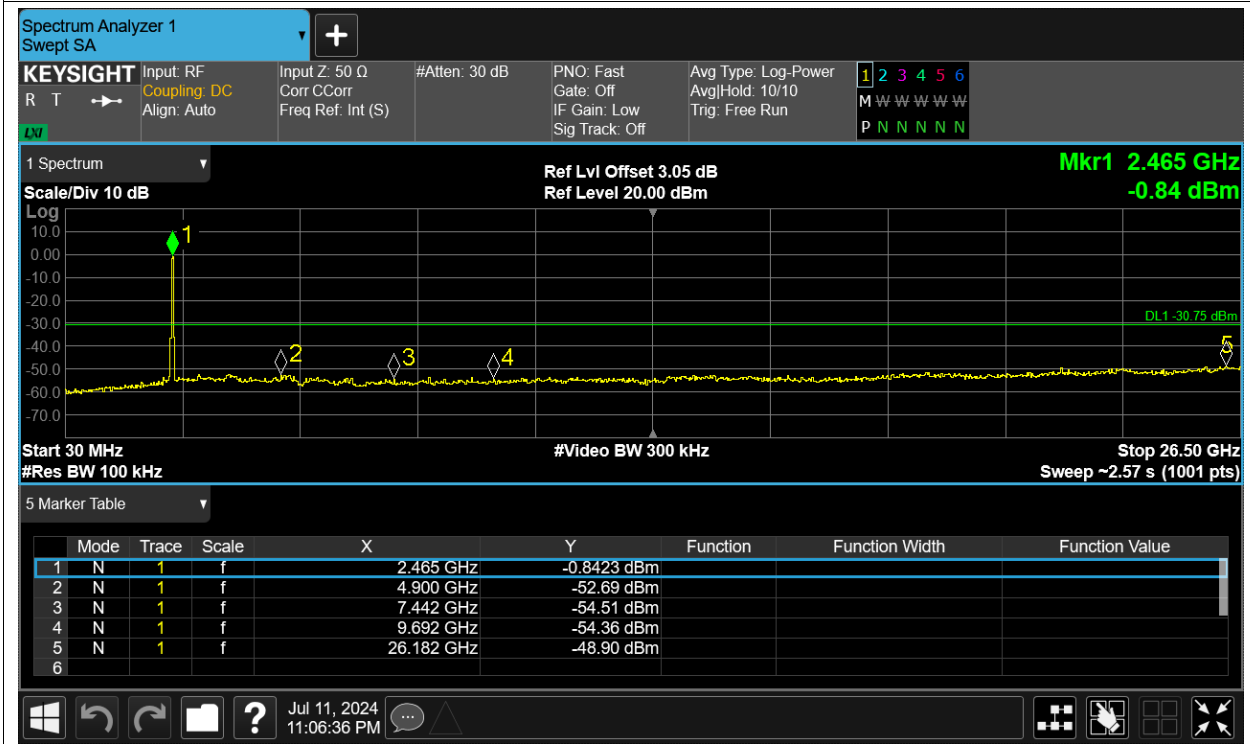 Spectrum Analyzer 1
Swept SA
+
KEYSIGHT
R T
LXI
Input: RF
Coupling: DC
Align: Auto
Input Z: 50 Ω
Corr CCorr
Freq Ref: Int (S)
#Atten: 30 dB
PNO: Fast
Gate: Off
IF Gain: Low
Sig Track: Off
Avg Type: Log-Power
Avg|Hold: 10/10
Trig: Free Run
1 2 3 4 5 6
M W W W W W
P N N N N N
1 Spectrum
Scale/Div 10 dB
Ref Lvl Offset 3.05 dB
Ref Level 20.00 dBm
Mkr1 2.465 GHz
-0.84 dBm
Log
10.0
0.00
-10.0
-20.0
-30.0
-40.0
-50.0
-60.0
-70.0
1
2
3
4
5
DL1 -30.75 dBm
Start 30 MHz
#Video BW 300 kHz
Stop 26.50 GHz
#Res BW 100 kHz
Sweep ~2.57 s (1001 pts)
5 Marker Table
Mode Trace Scale X Y Function Function Width Function Value
1 N 1 f 2.465 GHz -0.8423 dBm
2 N 1 f 4.900 GHz -52.69 dBm
3 N 1 f 7.442 GHz -54.51 dBm
4 N 1 f 9.692 GHz -54.36 dBm
5 N 1 f 26.182 GHz -48.90 dBm
6
?
Jul 11, 2024
11:06:36 PM